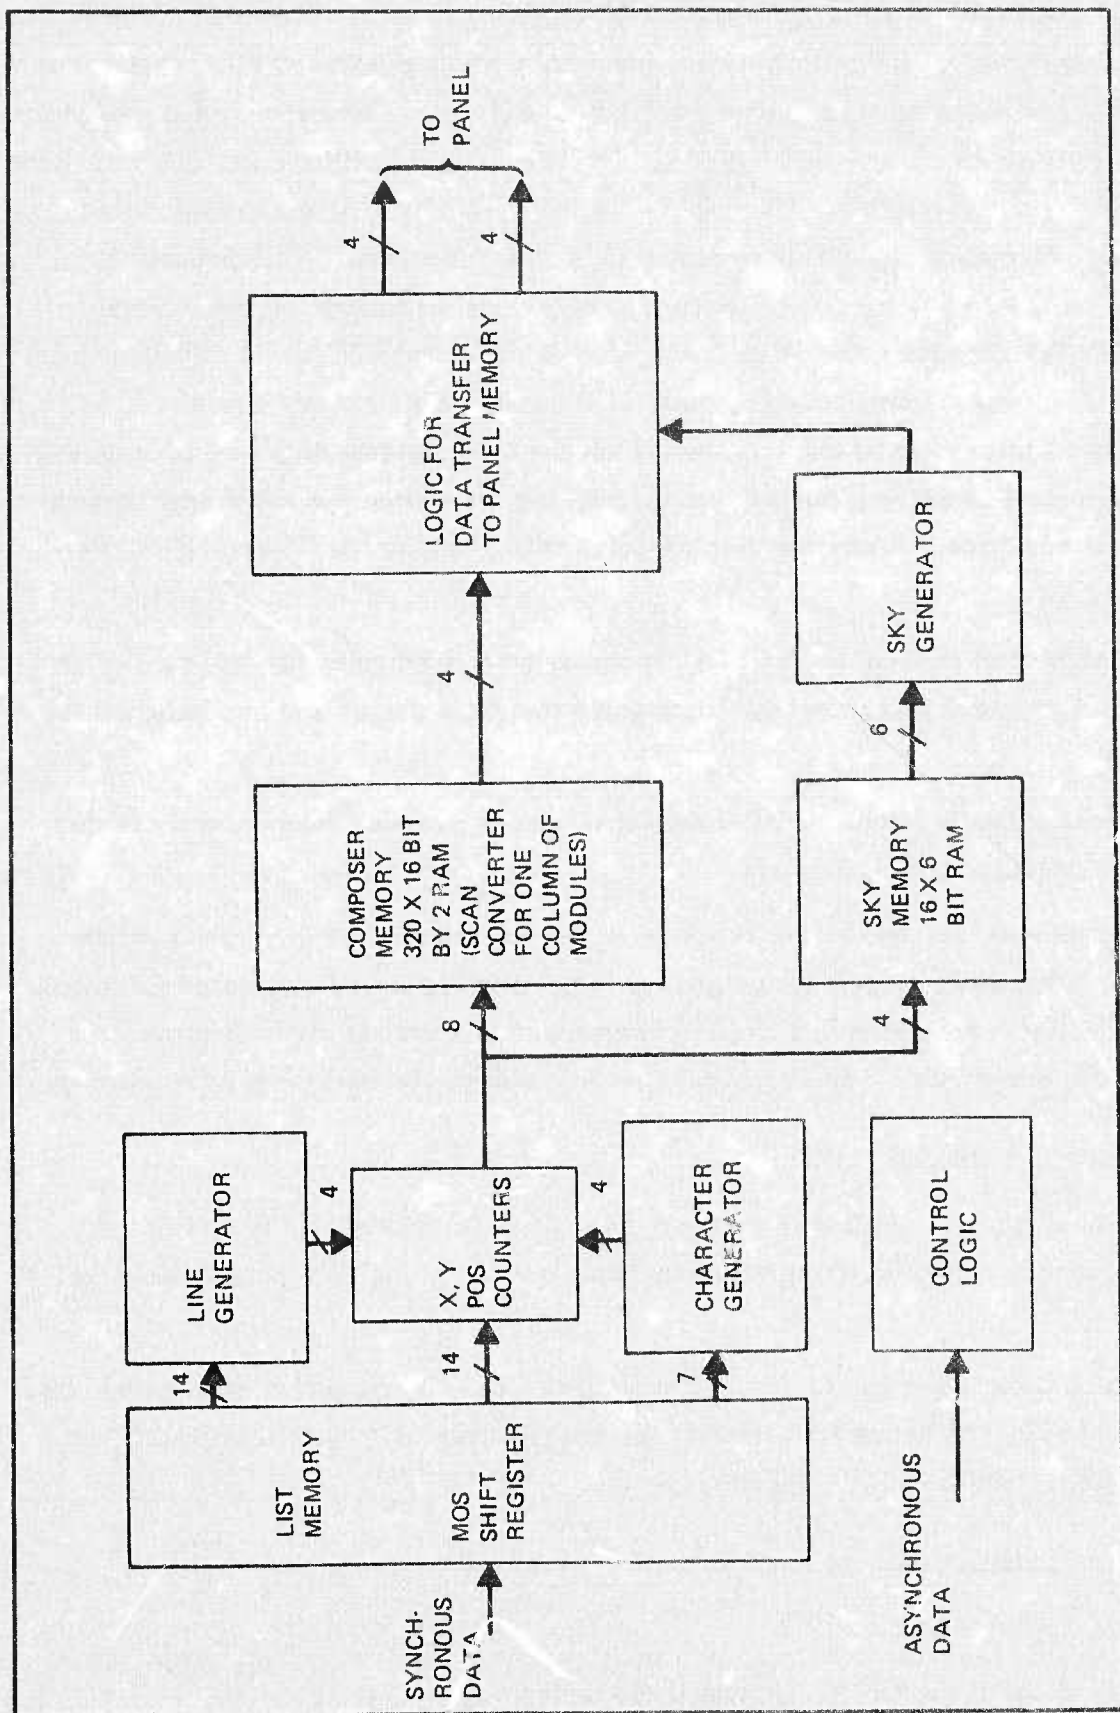 SYNCH-
RONOUS
DATA
LIST
MEMORY
MOS
SHIFT
REGISTER
14
14
7
LINE
GENERATOR
4
X, Y
POS
COUNTERS
4
CHARACTER
GENERATOR
ASYNCHRONOUS
DATA
CONTROL
LOGIC
8
4
COMPOSER
MEMORY
320 X 16 BIT
BY 2 RAM
(SCAN
CONVERTER
FOR ONE
COLUMN OF
MODULES)
SKY
MEMORY
16 X 6
BIT RAM
4
6
SKY
GENERATOR
LOGIC FOR
DATA TRANSFER
TO PANEL MEMORY
4
4
TO
PANEL